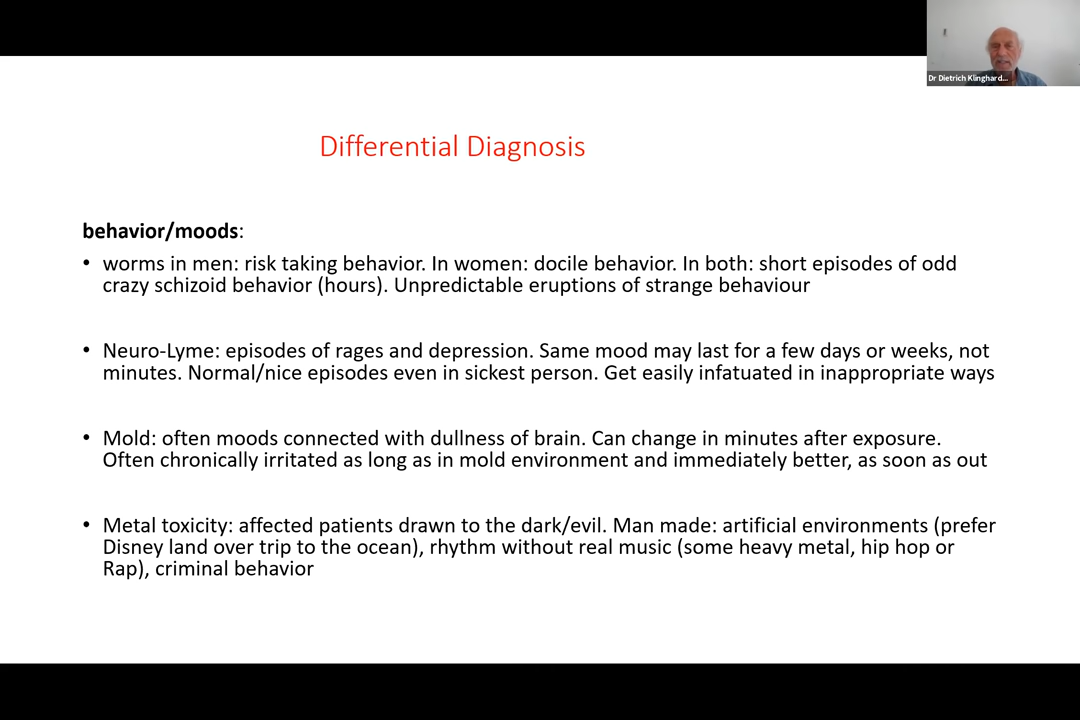 Dr Dietrich Klinghard...
Differential Diagnosis
behavior/moods:
• worms in men: risk taking behavior. In women: docile behavior. In both: short episodes of odd
crazy schizoid behavior (hours). Unpredictable eruptions of strange behaviour
• Neuro-Lyme: episodes of rages and depression. Same mood may last for a few days or weeks, not
minutes. Normal/nice episodes even in sickest person. Get easily infatuated in inappropriate ways
• Mold: often moods connected with dullness of brain. Can change in minutes after exposure.
Often chronically irritated as long as in mold environment and immediately better, as soon as out
• Metal toxicity: affected patients drawn to the dark/evil. Man made: artificial environments (prefer
Disney land over trip to the ocean), rhythm without real music (some heavy metal, hip hop or
Rap), criminal behavior